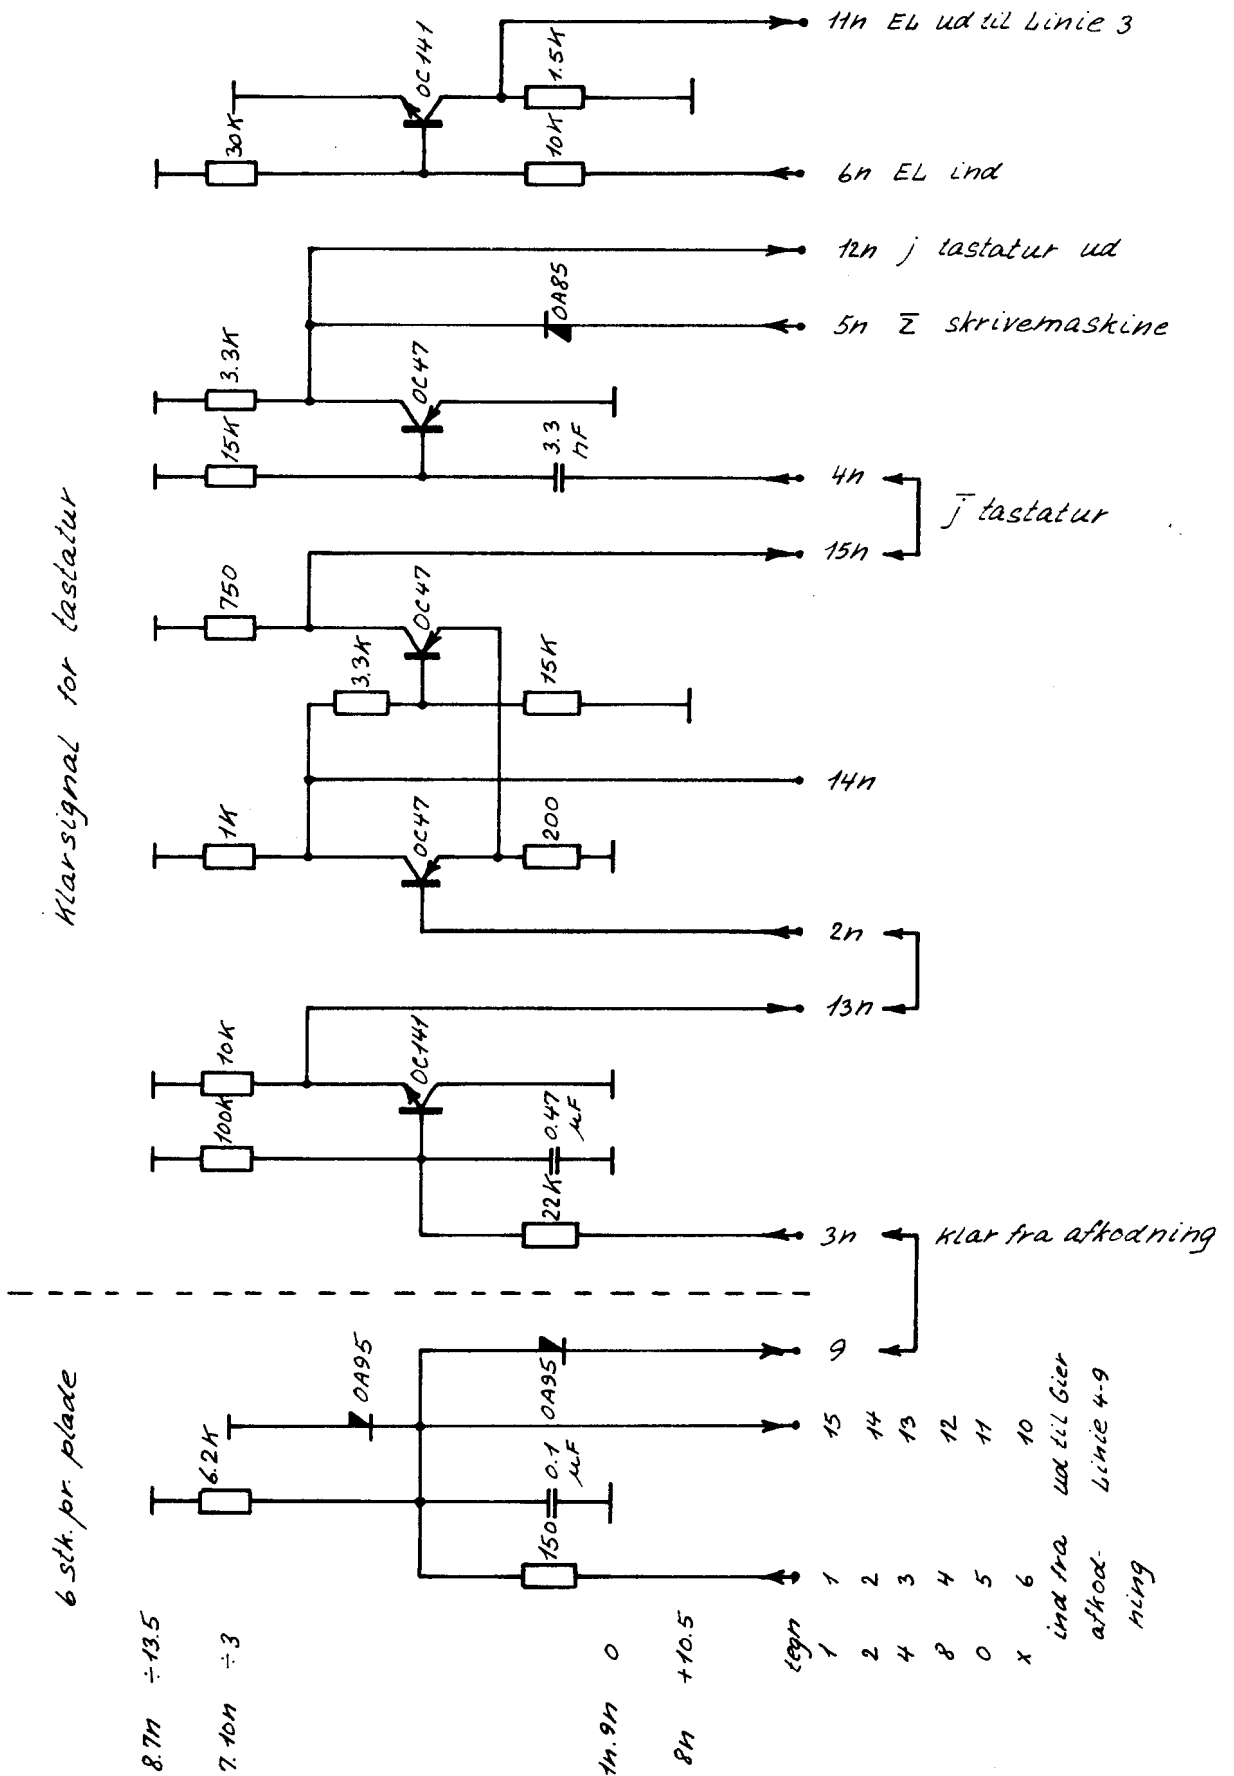 11n EL ud til Linie 3
OC141
1.5K
30K
10K
6n EL ind
12n j tastatur ud
OA85
5n Σ̅ skrivemaskine
3.3K
OC47
15K
3.3
nF
4n
j̅ tastatur
15n
Klarsignal for tastatur
750
OC47
3.3K
15K
14n
1K
OC47
200
2n
13n
10K
OC141
100K
0.47
µF
22K
3n klar fra afkodning
6 stk. pr. plade
OA95
OA95
9
6.2K
0.1
µF
150
15
14
13
12
11
10
ud til Gier
Linie 4-9
1
2
3
4
5
6
ind fra
afkod-
ning
tegn
1
2
4
8
0
x
8.7n ÷13.5
7.10n ÷3
1n.9n 0
8n +10.5